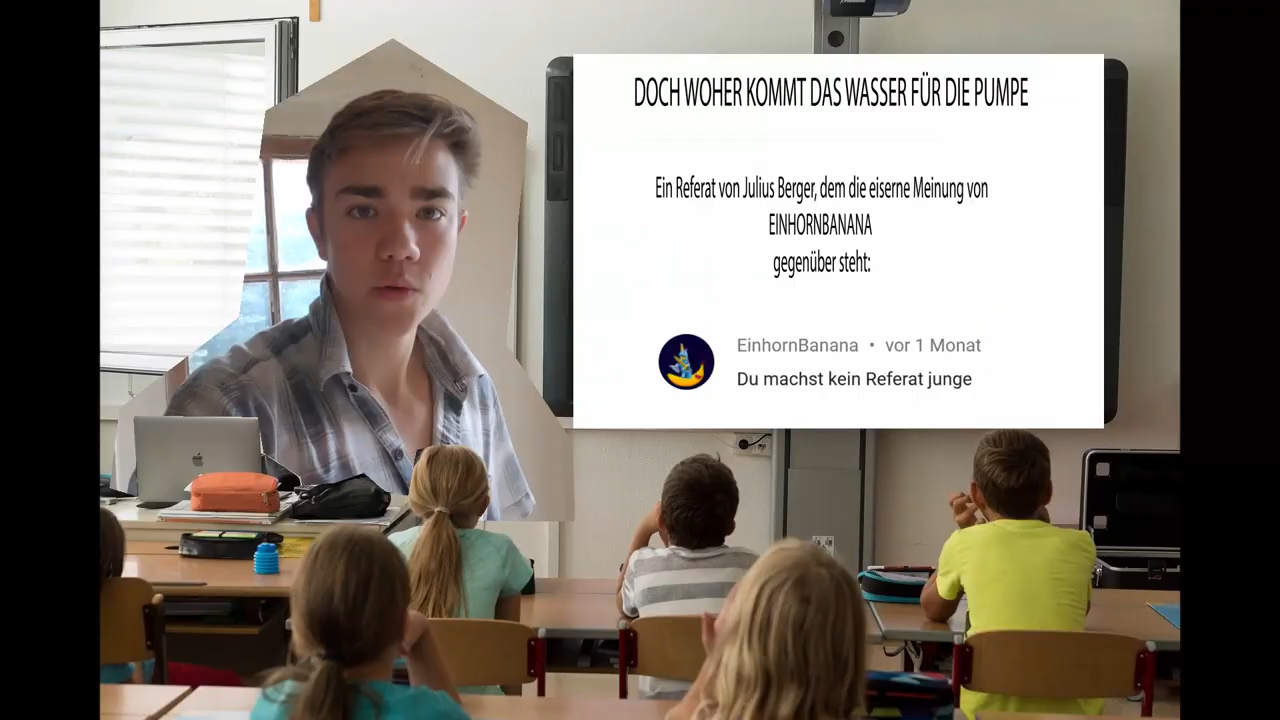 DOCH WOHER KOMMT DAS WASSER FÜR DIE PUMPE
Ein Referat von Julius Berger, dem die eiserne Meinung von
EINHORNBANANA
gegenüber steht:
EinhornBanana • vor 1 Monat
Du machst kein Referat junge